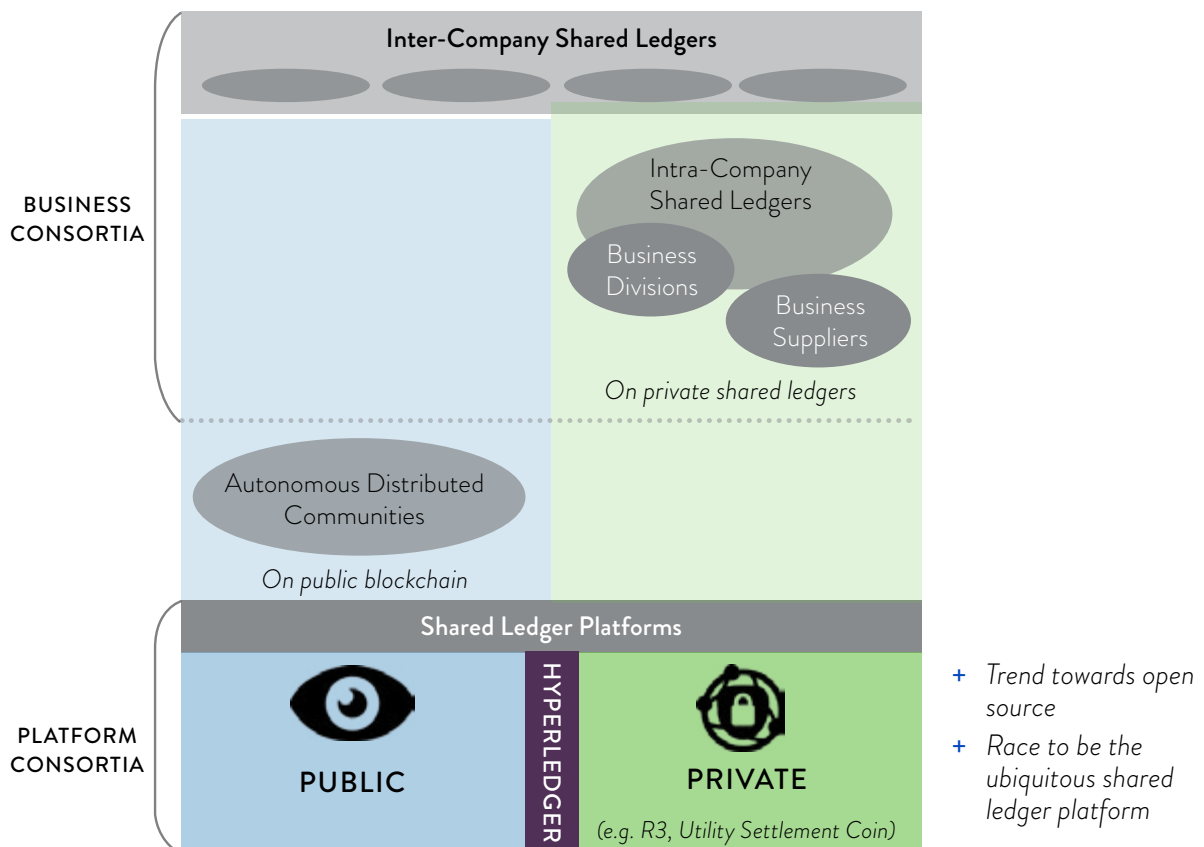 Inter-Company Shared Ledgers
BUSINESS
CONSORTIA
Intra-Company
Shared Ledgers
Business
Divisions
Business
Suppliers
On private shared ledgers
Autonomous Distributed
Communities
On public blockchain
Shared Ledger Platforms
PLATFORM
CONSORTIA
PUBLIC
HYPERLEDGER
PRIVATE
(e.g. R3, Utility Settlement Coin)
+ Trend towards open
source
+ Race to be the
ubiquitous shared
ledger platform